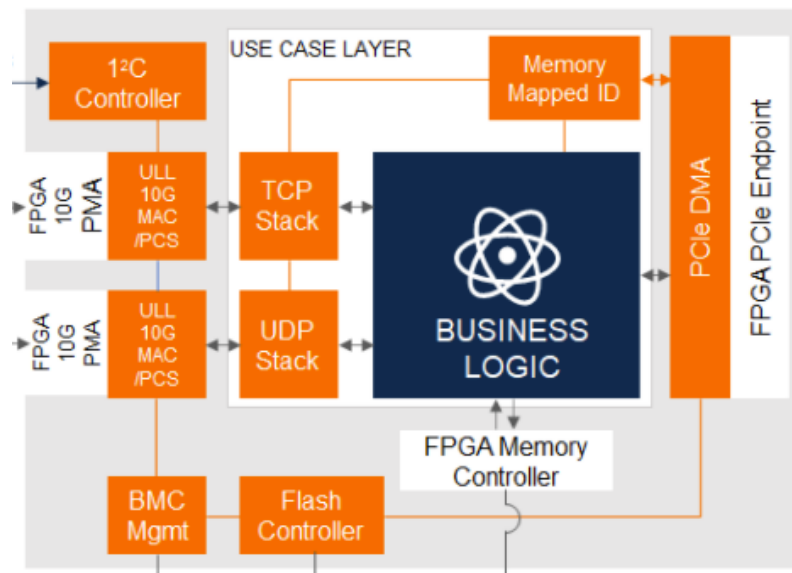 USE CASE LAYER
1²C
Controller
Memory
Mapped ID
FPGA
10G
PMA
ULL
10G
MAC
/PCS
TCP
Stack
BUSINESS
LOGIC
PCIe DMA
FPGA PCIe Endpoint
FPGA
10G
PMA
ULL
10G
MAC
/PCS
UDP
Stack
FPGA Memory
Controller
BMC
Mgmt
Flash
Controller